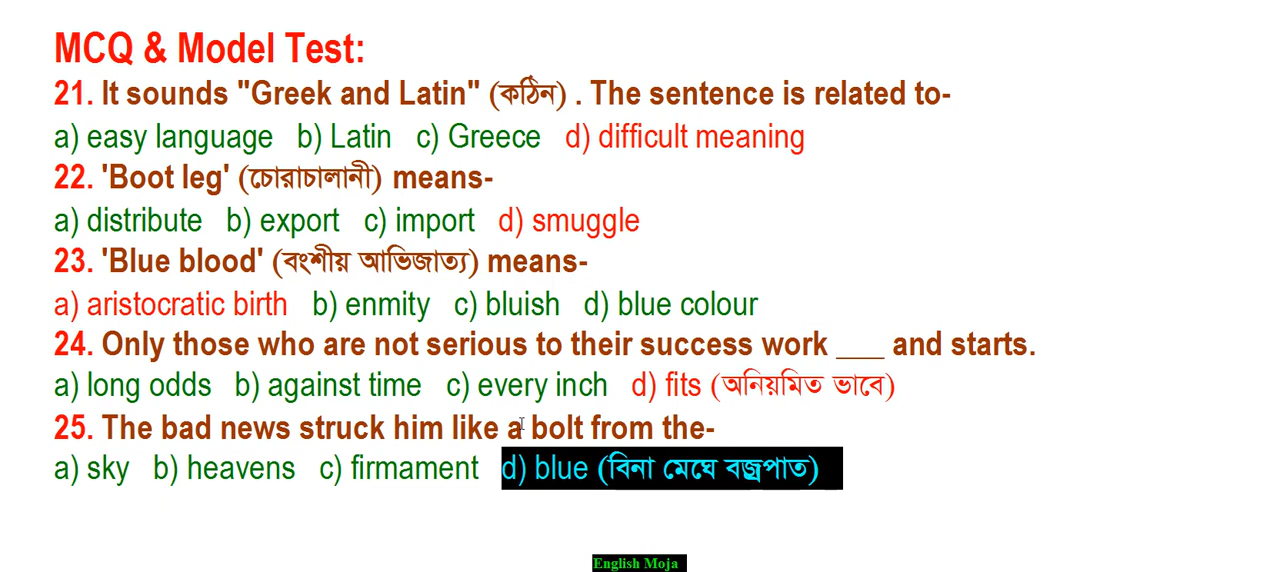 MCQ & Model Test:
21. It sounds "Greek and Latin" (কঠিন) . The sentence is related to-
a) easy language b) Latin c) Greece d) difficult meaning
22. 'Boot leg' (চোরাচালানী) means-
a) distribute b) export c) import d) smuggle
23. 'Blue blood' (বংশীয় আভিজাত্য) means-
a) aristocratic birth b) enmity c) bluish d) blue colour
24. Only those who are not serious to their success work ___ and starts.
a) long odds b) against time c) every inch d) fits (অনিয়মিত ভাবে)
25. The bad news struck him like a bolt from the-
a) sky b) heavens c) firmament d) blue (বিনা মেঘে বজ্রপাত)
English Moja